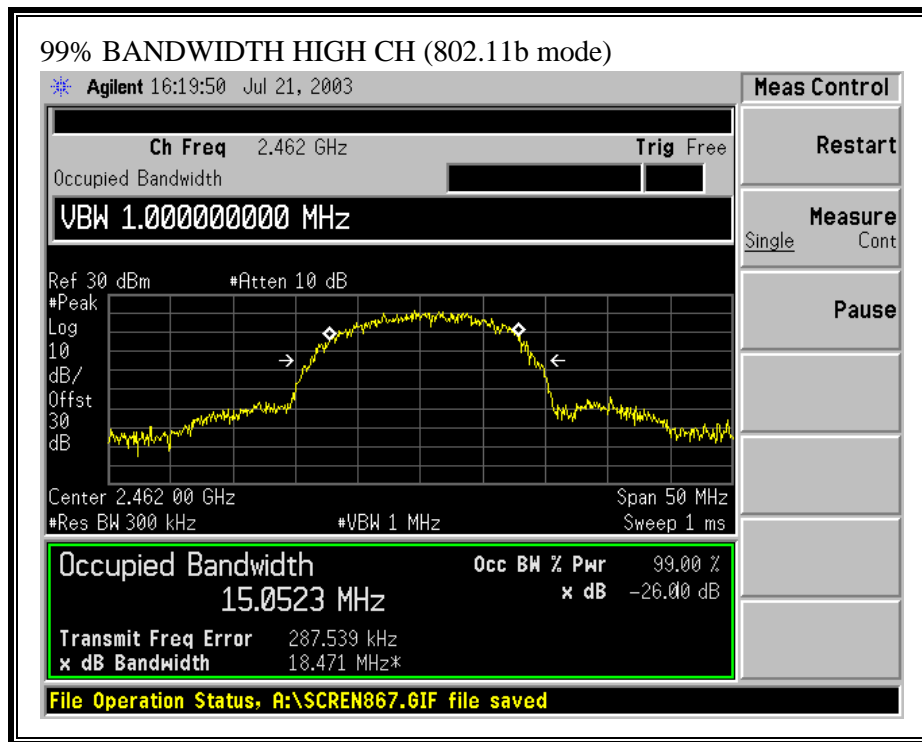 99% BANDWIDTH HIGH CH (802.11b mode)
Agilent 16:19:50 Jul 21, 2003
Meas Control
Ch Freq 2.462 GHz Trig Free
Occupied Bandwidth
Restart
VBW 1.000000000 MHz
Measure
Single Cont
Ref 30 dBm #Atten 10 dB
Pause
#Peak
Log
10
dB/
Offst
30
dB
Center 2.462 00 GHz Span 50 MHz
#Res BW 300 kHz #VBW 1 MHz Sweep 1 ms
Occupied Bandwidth Occ BW % Pwr 99.00 %
15.0523 MHz x dB -26.00 dB
Transmit Freq Error 287.539 kHz
x dB Bandwidth 18.471 MHz*
File Operation Status, A:\SCREN867.GIF file saved